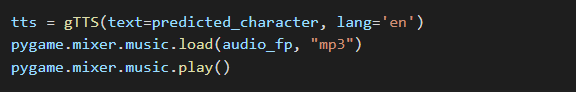 tts = gTTS(text=predicted_character, lang='en')
pygame.mixer.music.load(audio_fp, "mp3")
pygame.mixer.music.play()